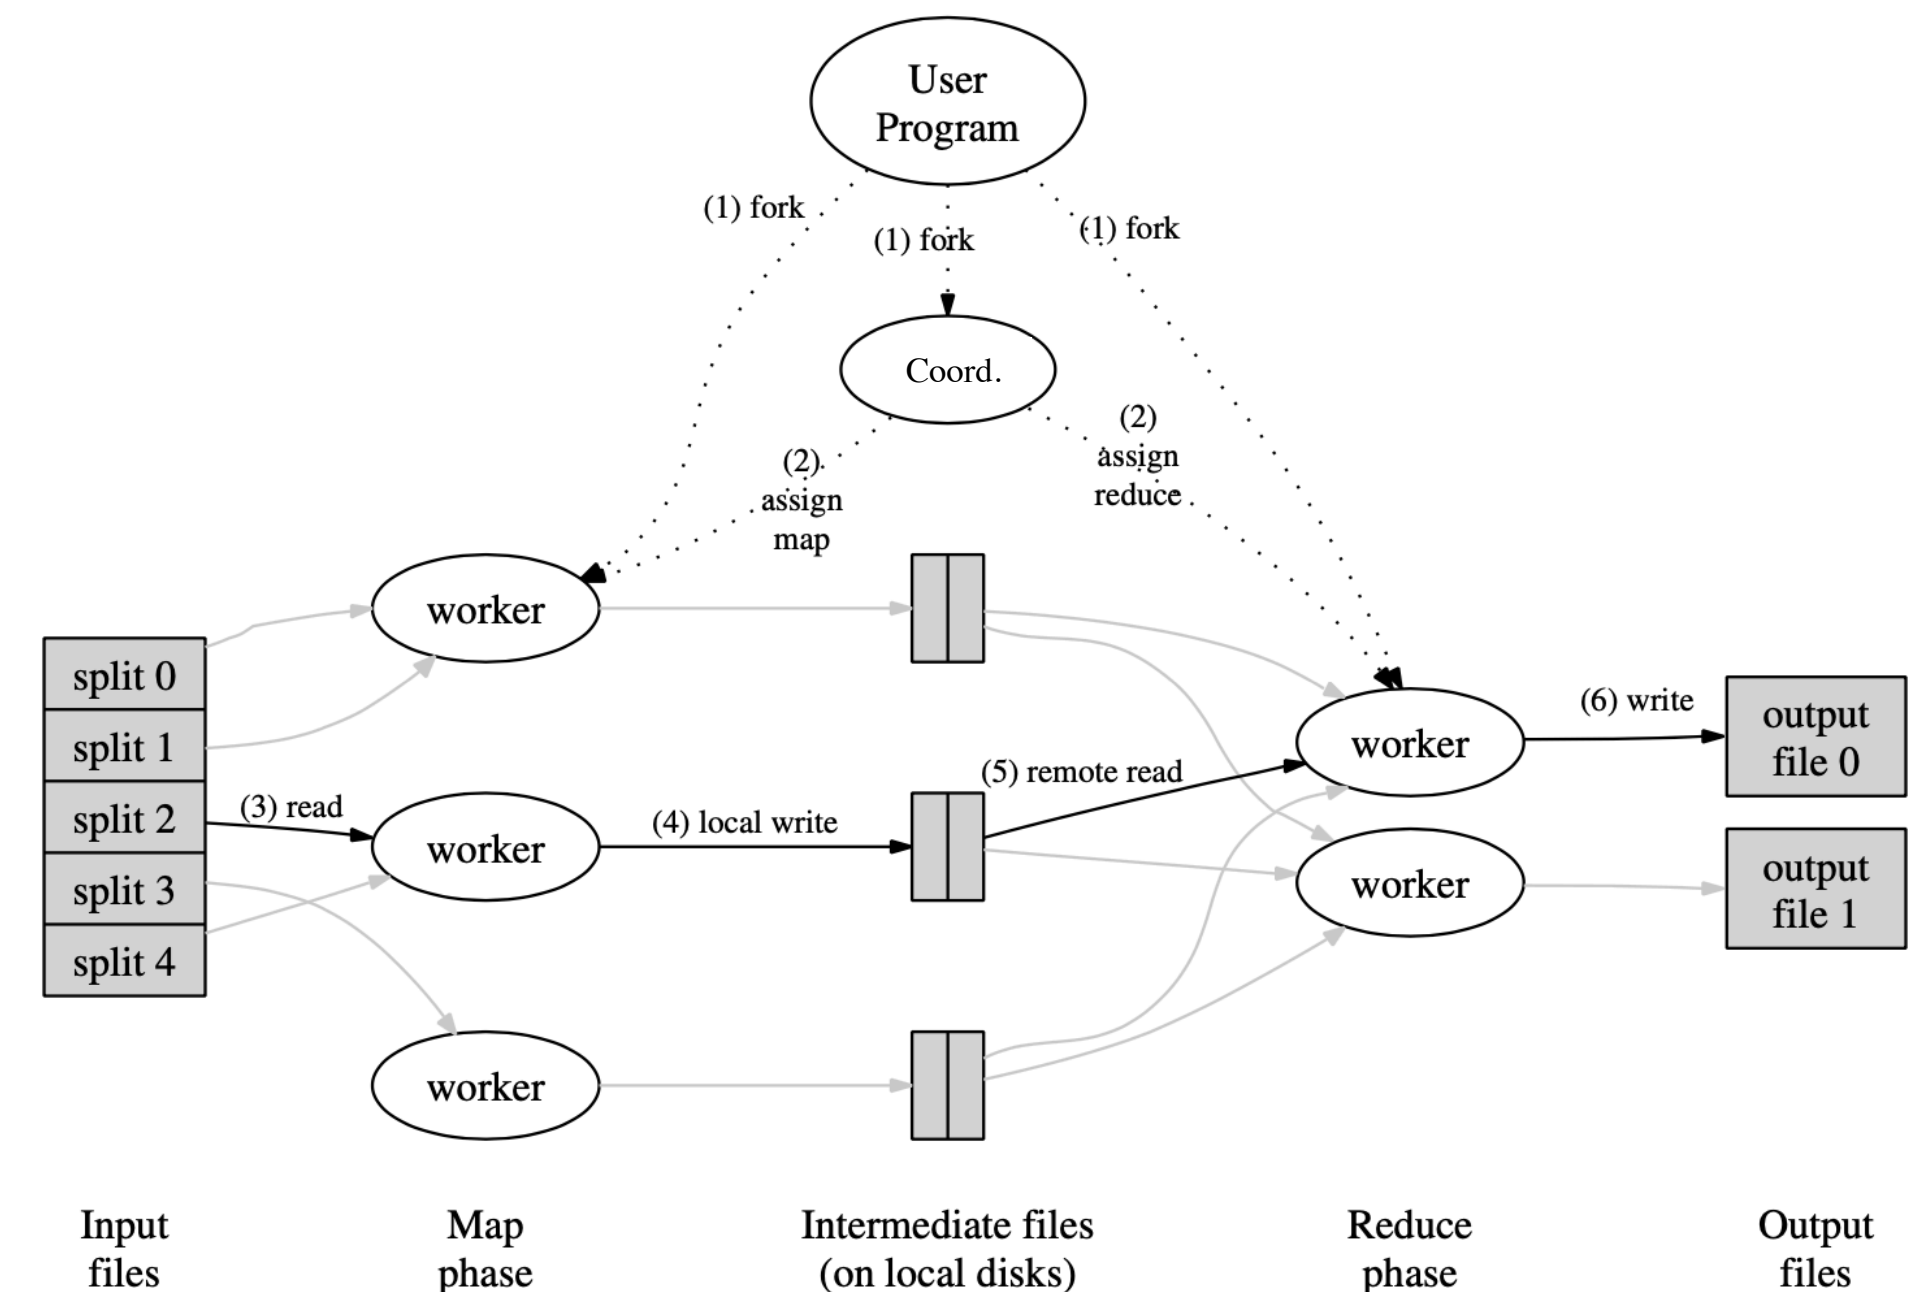 User
Program
(1) fork
(1) fork
(1) fork
Coord.
(2)
assign
map
(2)
assign
reduce
worker
split 0
split 1
split 2
split 3
split 4
(3) read
worker
(4) local write
(5) remote read
worker
(6) write
output
file 0
worker
output
file 1
worker
Input
files
Map
phase
Intermediate files
(on local disks)
Reduce
phase
Output
files